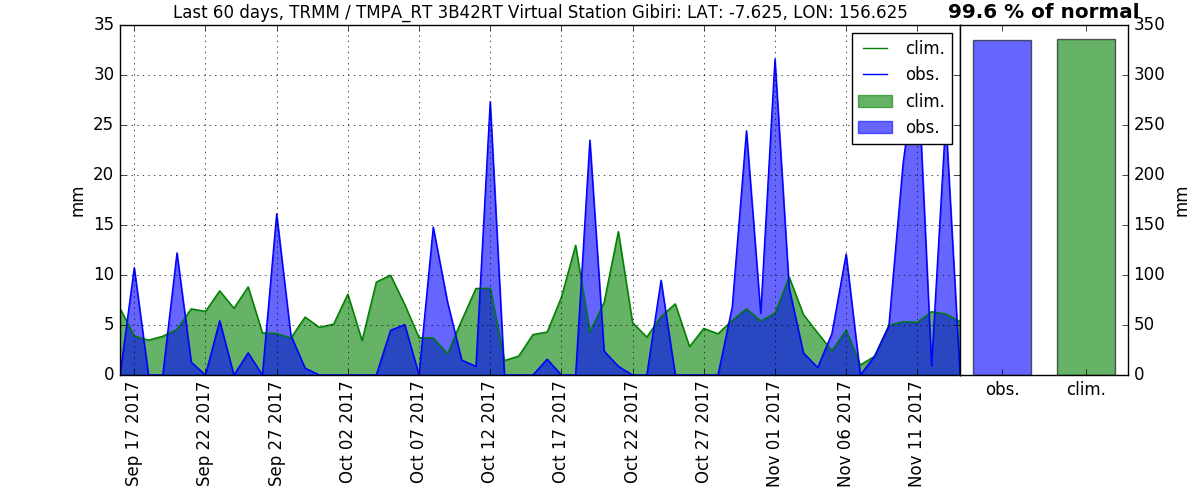 Last 60 days, TRMM / TMPA_RT 3B42RT Virtual Station Gibiri: LAT: -7.625, LON: 156.625
99.6 % of normal
35
30
25
20
15
10
5
0
mm
clim.
obs.
clim.
obs.
350
300
250
200
150
100
50
0
mm
Sep 17 2017
Sep 22 2017
Sep 27 2017
Oct 02 2017
Oct 07 2017
Oct 12 2017
Oct 17 2017
Oct 22 2017
Oct 27 2017
Nov 01 2017
Nov 06 2017
Nov 11 2017
obs.
clim.